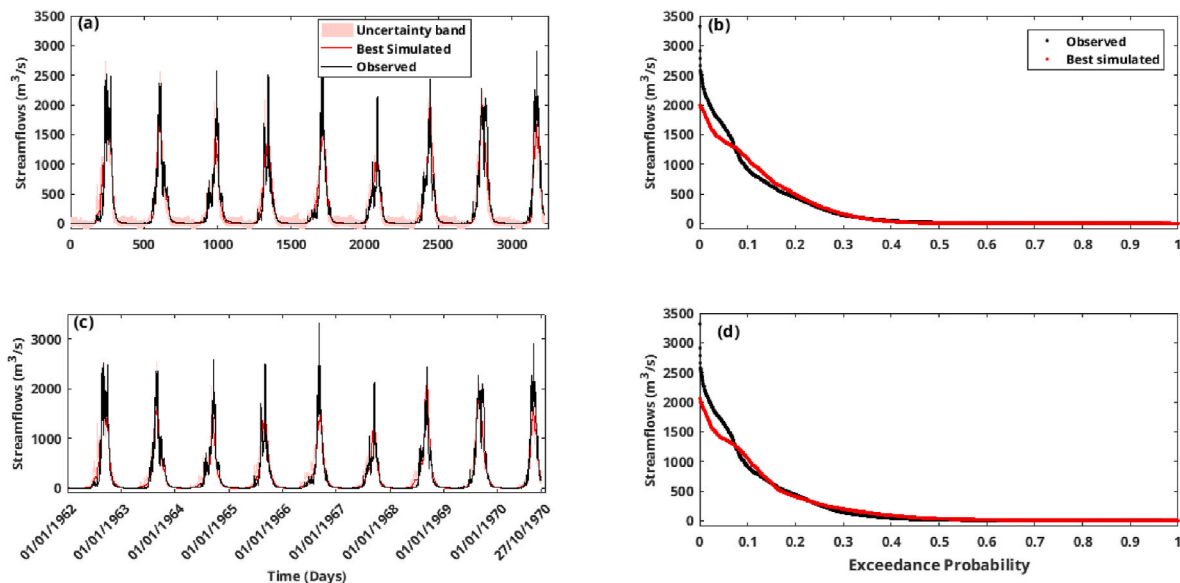 (a)
Uncertainty band
Best Simulated
Observed
3500
3000
2500
2000
1500
1000
500
0
Streamflows (m³/s)
0 500 1000 1500 2000 2500 3000
(b)
Observed
Best simulated
3500
3000
2500
2000
1500
1000
500
0
Streamflows (m³/s)
0 0.1 0.2 0.3 0.4 0.5 0.6 0.7 0.8 0.9 1
(c)
3000
2000
1000
0
Streamflows (m³/s)
01/01/1962 01/01/1963 01/01/1964 01/01/1965 01/01/1966 01/01/1967 01/01/1968 01/01/1969 01/01/1970 27/10/1970
Time (Days)
(d)
3500
3000
2500
2000
1500
1000
500
0
Streamflows (m³/s)
0 0.1 0.2 0.3 0.4 0.5 0.6 0.7 0.8 0.9 1
Exceedance Probability